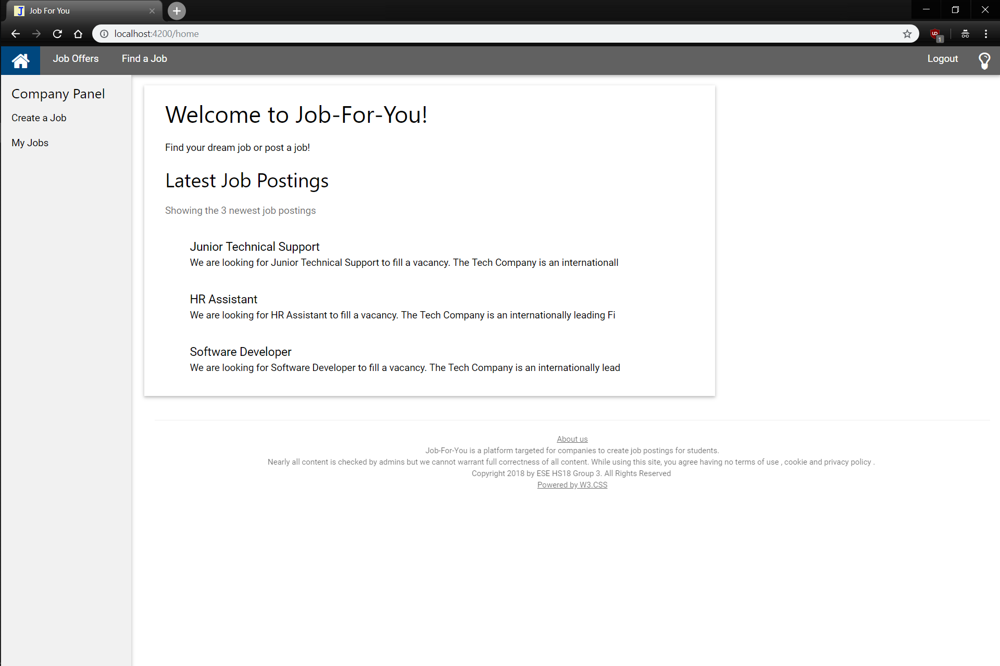 J Job For You
localhost:4200/home
1
Job Offers Find a Job Logout
Company Panel
Create a Job
My Jobs
Welcome to Job-For-You!
Find your dream job or post a job!
Latest Job Postings
Showing the 3 newest job postings
Junior Technical Support
We are looking for Junior Technical Support to fill a vacancy. The Tech Company is an internationall
HR Assistant
We are looking for HR Assistant to fill a vacancy. The Tech Company is an internationally leading Fi
Software Developer
We are looking for Software Developer to fill a vacancy. The Tech Company is an internationally lead
About us
Job-For-You is a platform targeted for companies to create job postings for students.
Nearly all content is checked by admins but we cannot warrant full correctness of all content. While using this site, you agree having no terms of use , cookie and privacy policy .
Copyright 2018 by ESE HS18 Group 3. All Rights Reserved
Powered by W3.CSS